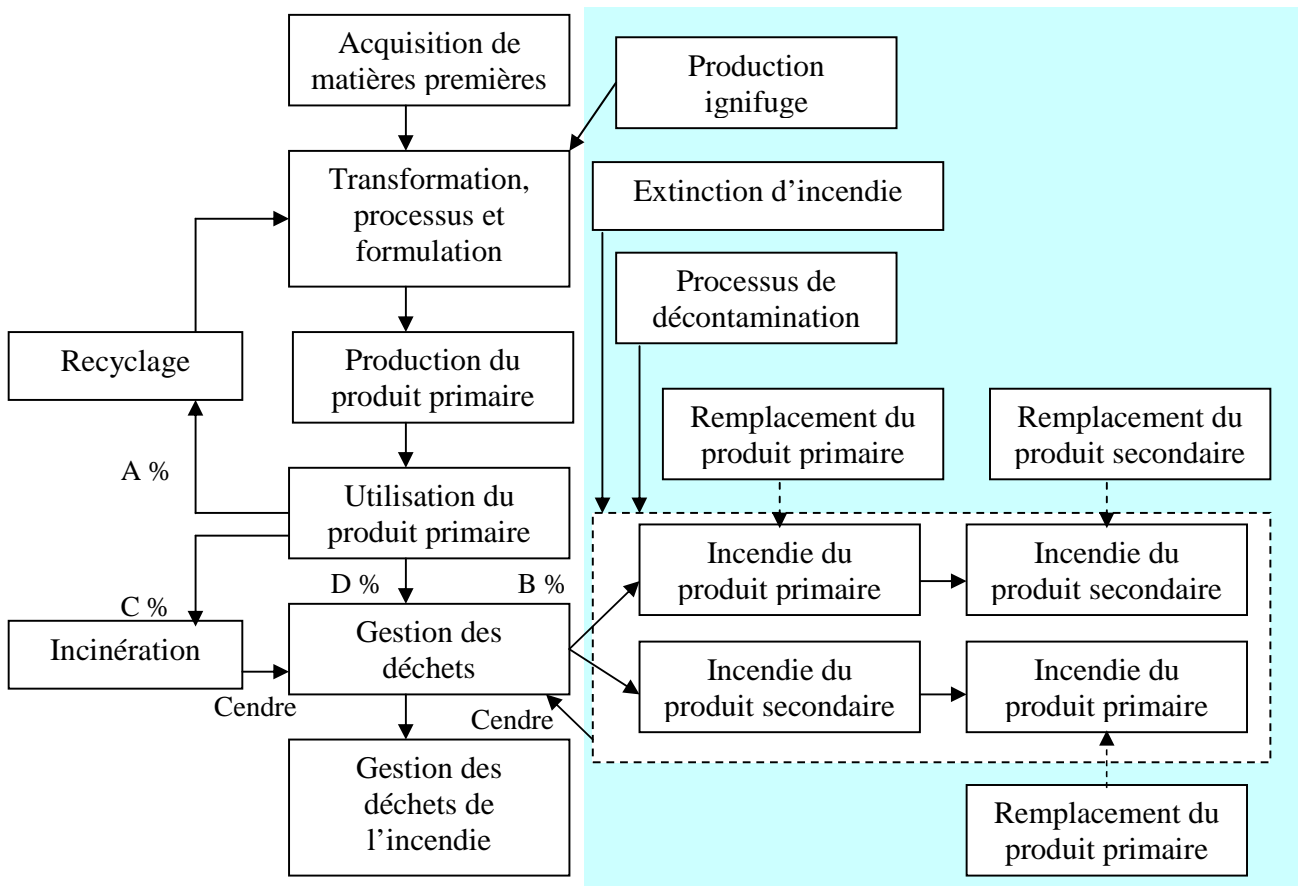 Acquisition de
matières premières
Production
ignifuge
Transformation,
processus et
formulation
Extinction d'incendie
Processus de
décontamination
Recyclage
Production du
produit primaire
Remplacement du
produit primaire
Remplacement du
produit secondaire
A %
Utilisation du
produit primaire
Incendie du
produit primaire
Incendie du
produit secondaire
C %
D %
B %
Incinération
Gestion des
déchets
Incendie du
produit secondaire
Incendie du
produit primaire
Cendre
Cendre
Gestion des
déchets de
l'incendie
Remplacement du
produit primaire